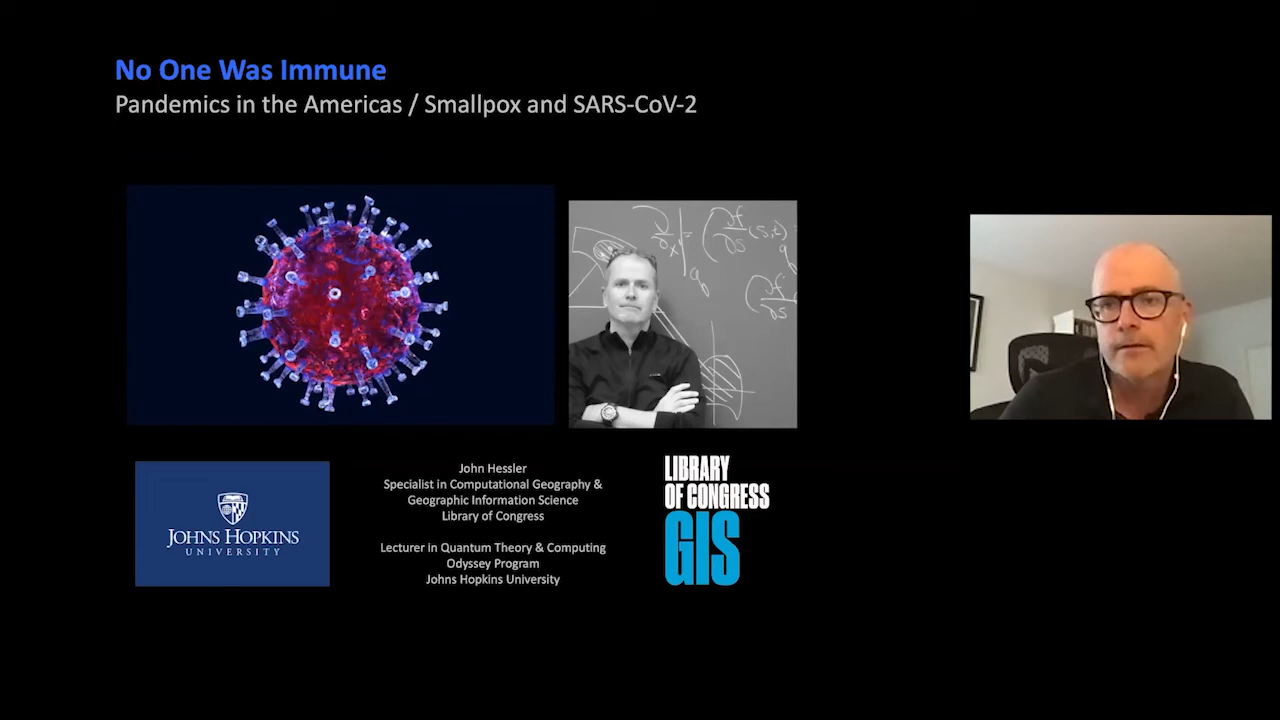 No One Was Immune
Pandemics in the Americas / Smallpox and SARS-CoV-2
John Hessler
Specialist in Computational Geography &
Geographic Information Science
Library of Congress
Lecturer in Quantum Theory & Computing
Odyssey Program
Johns Hopkins University
JOHNS HOPKINS
UNIVERSITY
LIBRARY
OF CONGRESS
GIS